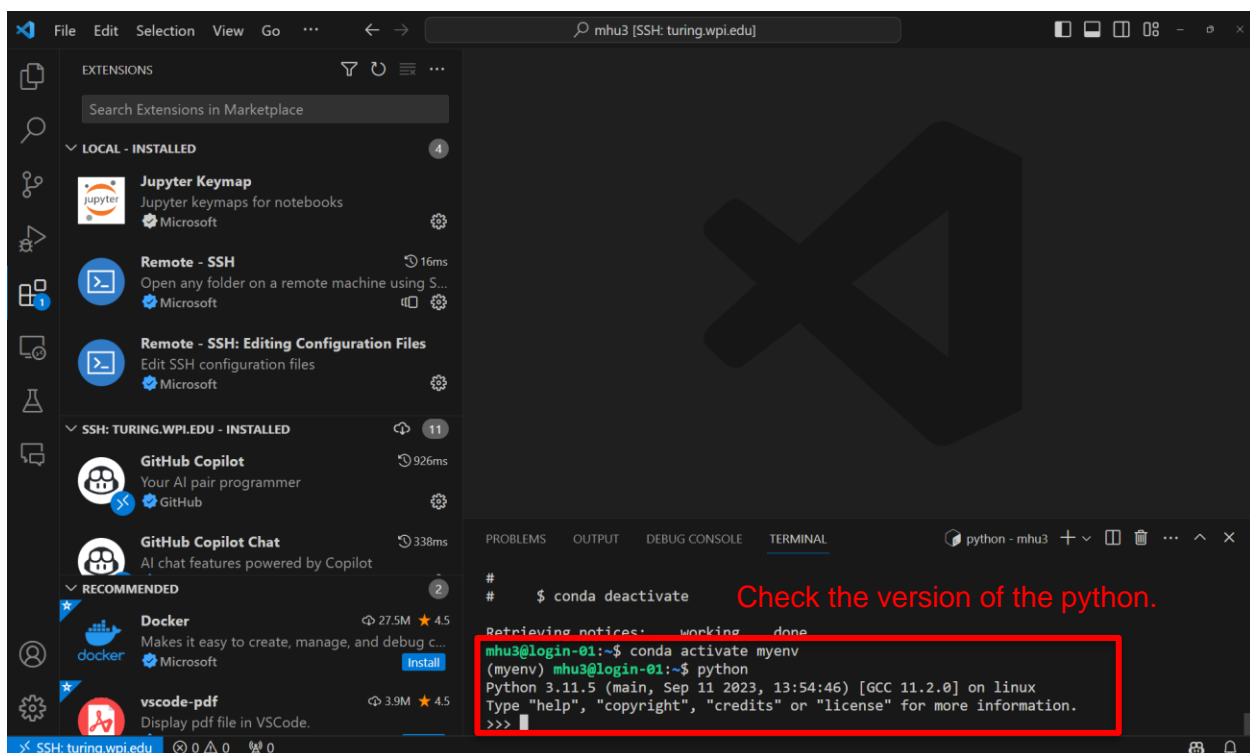 File Edit Selection View Go ···
mhu3 [SSH: turing.wpi.edu]
EXTENSIONS
Search Extensions in Marketplace
LOCAL - INSTALLED 4
jupyter
Jupyter Keymap
Jupyter keymaps for notebooks
Microsoft
Remote - SSH 16ms
Open any folder on a remote machine using S...
Microsoft
Remote - SSH: Editing Configuration Files
Edit SSH configuration files
Microsoft
1
SSH: TURING.WPI.EDU - INSTALLED 11
GitHub Copilot 926ms
Your AI pair programmer
GitHub
GitHub Copilot Chat 338ms
AI chat features powered by Copilot
RECOMMENDED 2
docker
Docker 27.5M ★ 4.5
Makes it easy to create, manage, and debug c...
Microsoft Install
vscode-pdf 3.9M ★ 4.5
Display pdf file in VSCode.
PROBLEMS OUTPUT DEBUG CONSOLE TERMINAL python - mhu3
#
# $ conda deactivate
Check the version of the python.
Retrieving notices: ...working... done
mhu3@login-01:~$ conda activate myenv
(myenv) mhu3@login-01:~$ python
Python 3.11.5 (main, Sep 11 2023, 13:54:46) [GCC 11.2.0] on linux
Type "help", "copyright", "credits" or "license" for more information.
>>>
SSH: turing.wpi.edu 0 0 0